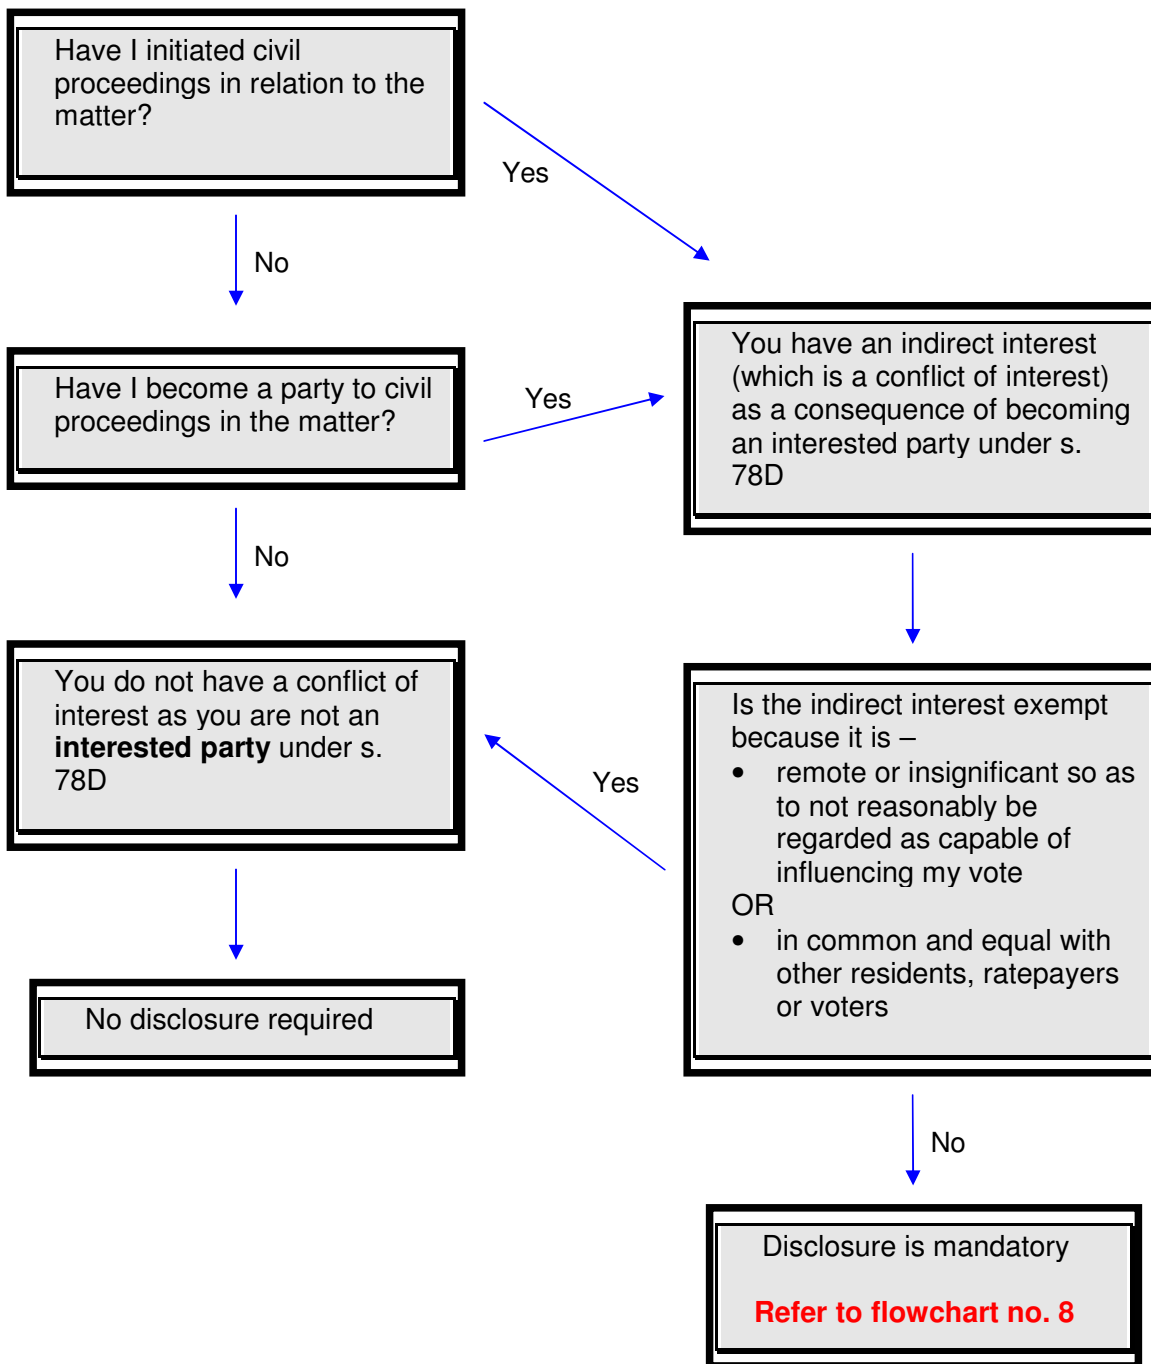 Have I initiated civil
proceedings in relation to the
matter?
Yes
No
Have I become a party to civil
proceedings in the matter?
Yes
You have an indirect interest
(which is a conflict of interest)
as a consequence of becoming
an interested party under s.
78D
No
You do not have a conflict of
interest as you are not an
interested party under s.
78D
Yes
Is the indirect interest exempt
because it is –
• remote or insignificant so as
to not reasonably be
regarded as capable of
influencing my vote
OR
• in common and equal with
other residents, ratepayers
or voters
No disclosure required
No
Disclosure is mandatory
Refer to flowchart no. 8